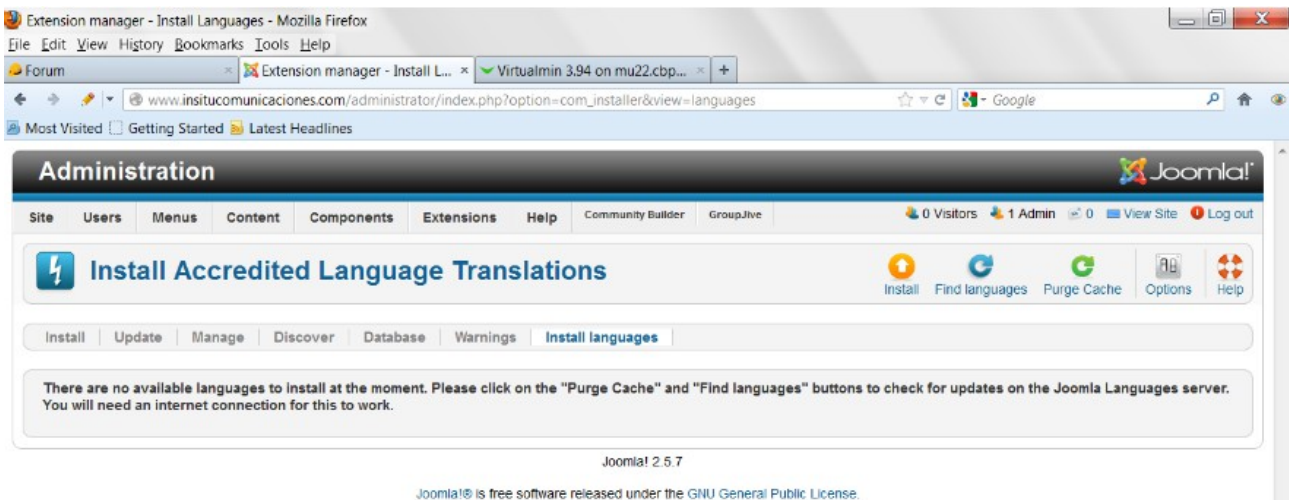 Extension manager - Install Languages - Mozilla Firefox
File Edit View History Bookmarks Tools Help
Forum × Extension manager - Install L... × Virtualmin 3.94 on mu22.cbp... × +
www.insitucomunicaciones.com/administrator/index.php?option=com_installer&view=languages Google
Most Visited Getting Started Latest Headlines
Administration Joomla!
Site Users Menus Content Components Extensions Help Community Builder GroupJive 0 Visitors 1 Admin 0 View Site Log out
Install Accredited Language Translations
Install Find languages Purge Cache Options Help
Install Update Manage Discover Database Warnings Install languages
There are no available languages to install at the moment. Please click on the "Purge Cache" and "Find languages" buttons to check for updates on the Joomla Languages server.
You will need an internet connection for this to work.
Joomla! 2.5.7
Joomla!® is free software released under the GNU General Public License.